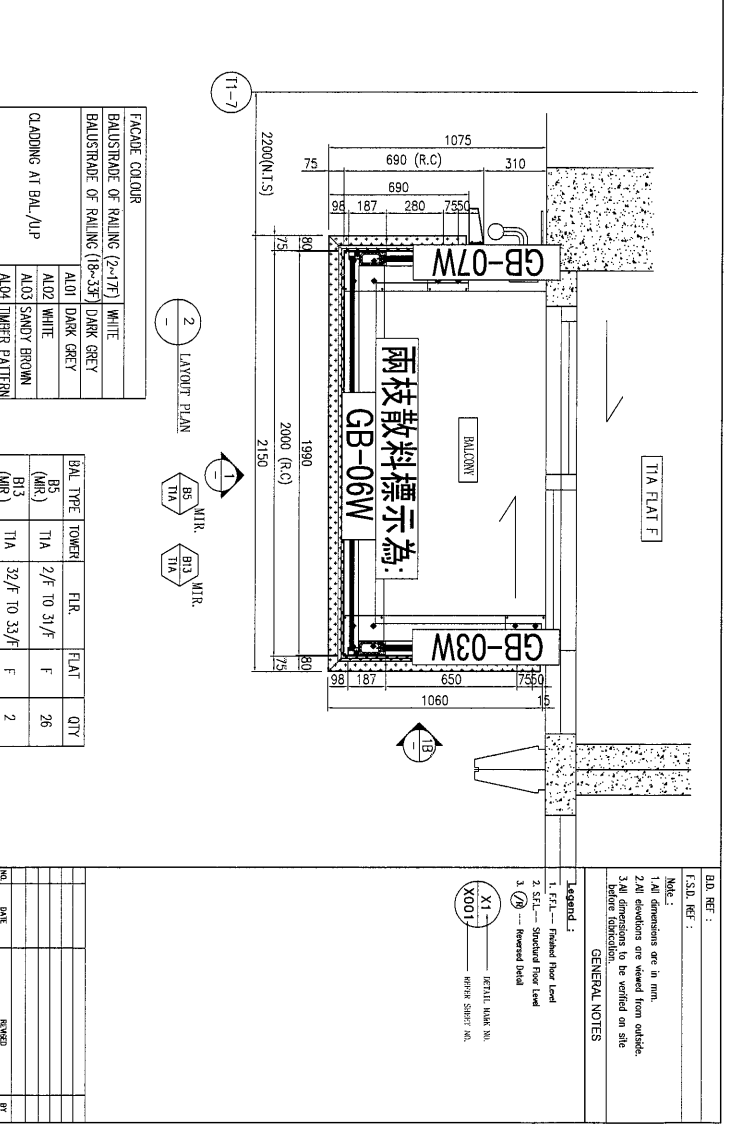 T1A FLAT F
BALCONY
T1-7
2200(N.T.S)
75
1075
690 (R.C)
310
690
98 187 280 7550
GB-07W
兩枝散料標示為:
GB-06W
GB-03W
75
80
1990
2000 (R.C)
2150
80
75
98 187 650 7550
1060
15
1B
-
1
-
2
-
LAYOUT PLAN
B5
T1A
MIR.
B13
T1A
MIR.
FACADE COLOUR
BALUSTRADE OF RAILING (2~17F) WHITE
BALUSTRADE OF RAILING (18~33F) DARK GREY
CLADDING AT BAL./U.P
AL01 DARK GREY
AL02 WHITE
AL03 SANDY BROWN
AL04 TIMBER PATTERN
BAL TYPE TOWER FLR. FLAT QTY
B5 (MIR.) T1A 2/F TO 31/F F 26
B13 (MIR.) T1A 32/F TO 33/F F 2
B.D. REF :
F.S.D. REF :
Note :
1.All dimensions are in mm.
2.All elevations are viewed from outside.
3.All dimensions to be verified on site
before fabrication.
GENERAL NOTES
Legend :
1. F.F.L-- Finished Floor Level
2. S.F.L-- Structural Floor Level
3. /R -- Reversed Detail
X1
X001
DETAIL MARK NO.
REFER SHEET NO.
NO. DATE REVISED BY